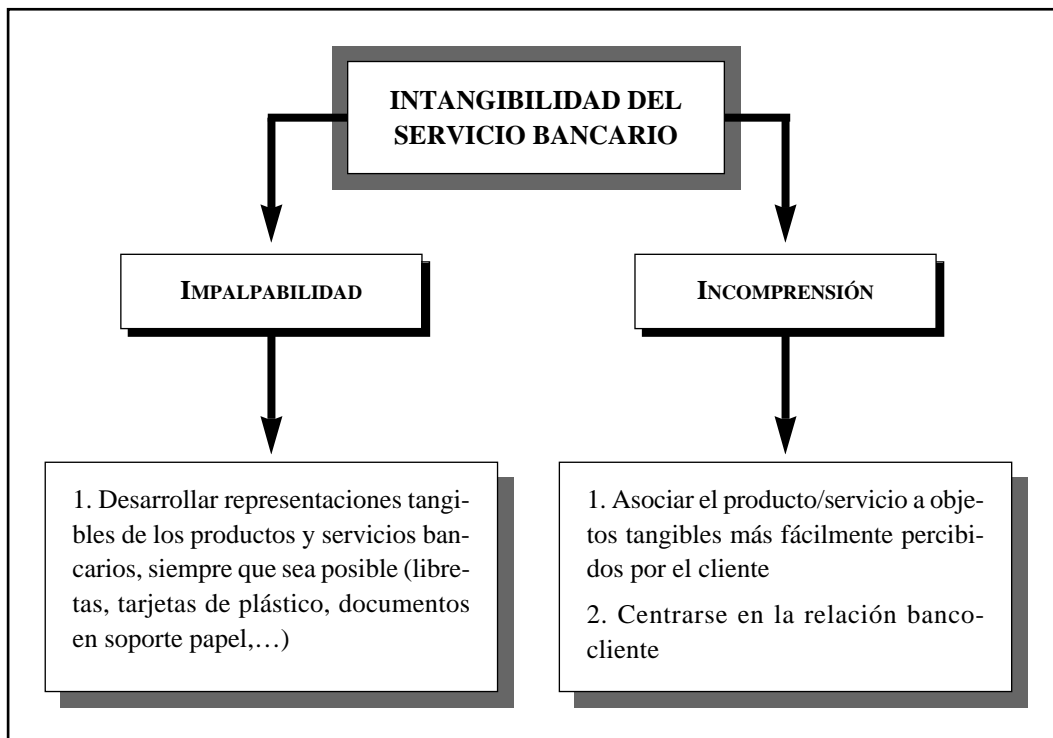 INTANGIBILIDAD DEL
SERVICIO BANCARIO
IMPALPABILIDAD
INCOMPRENSIÓN
1. Desarrollar representaciones tangi-
bles de los productos y servicios ban-
carios, siempre que sea posible (libre-
tas, tarjetas de plástico, documentos
en soporte papel,…)
1. Asociar el producto/servicio a obje-
tos tangibles más fácilmente percibi-
dos por el cliente
2. Centrarse en la relación banco-
cliente